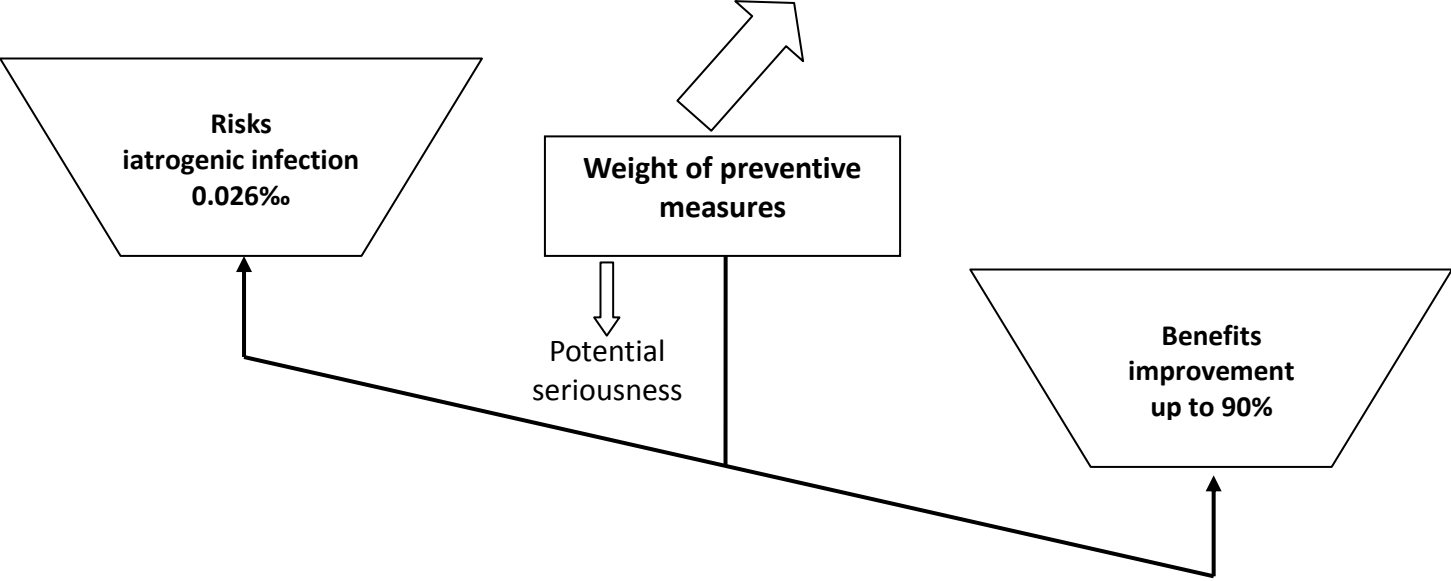 Risks
iatrogenic infection
0.026‰
Weight of preventive
measures
Potential
seriousness
Benefits
improvement
up to 90%